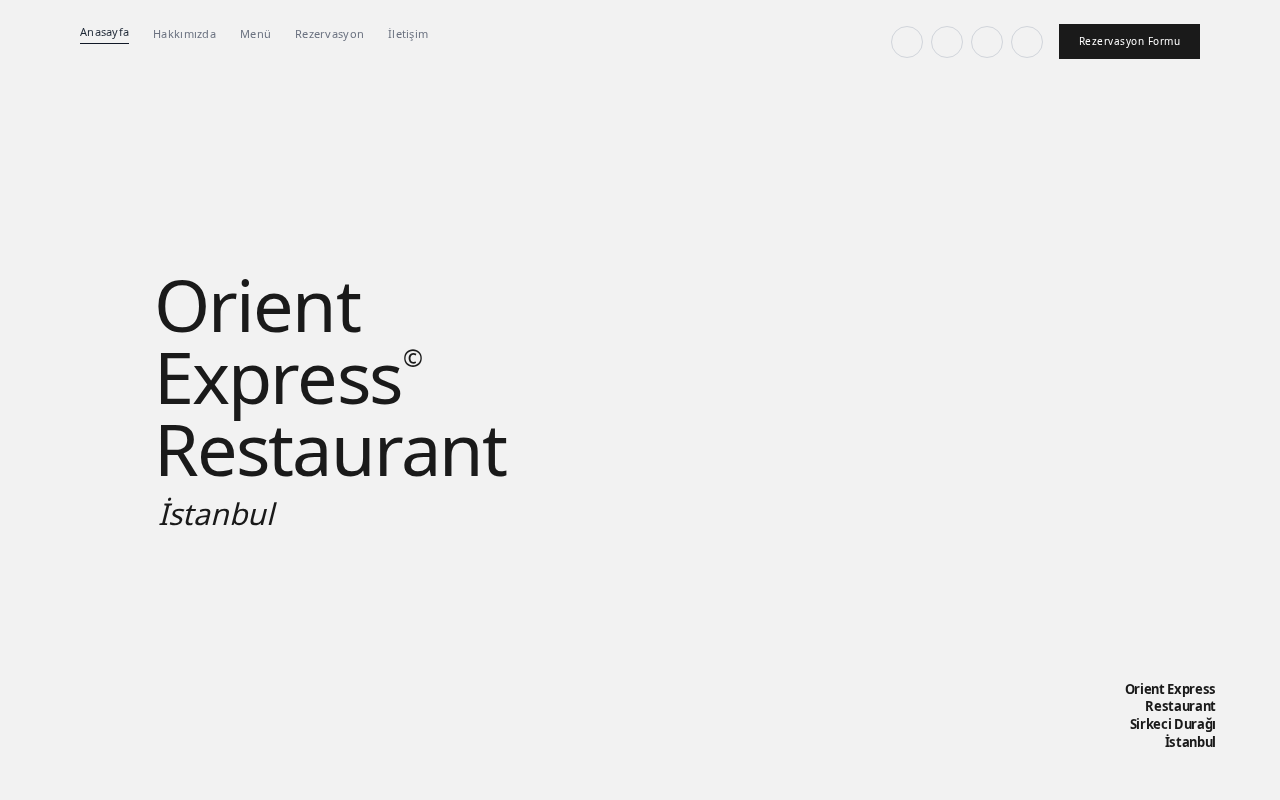 Anasayfa Hakkımızda Menü Rezervasyon İletişim
Rezervasyon Formu
Orient
Express©
Restaurant
İstanbul
Orient Express
Restaurant
Sirkeci Durağı
İstanbul